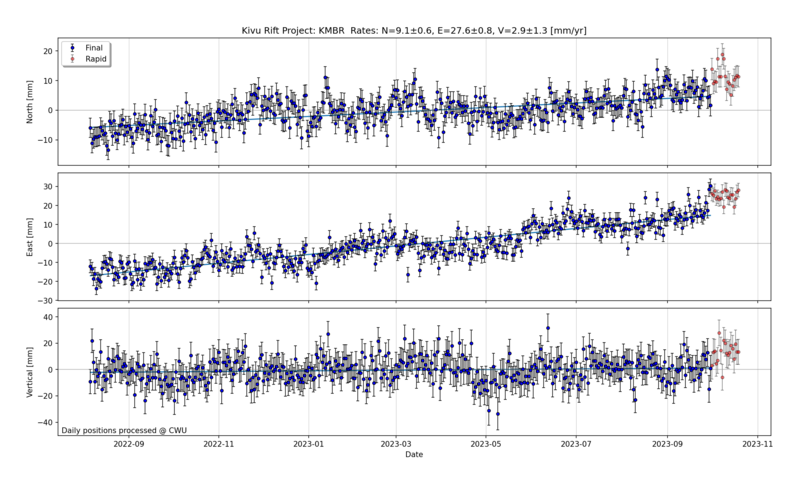 Kivu Rift Project: KMBR  Rates: N=9.1±0.6, E=27.6±0.8, V=2.9±1.3 [mm/yr]
Final
Rapid
20
10
0
−10
North [mm]
30
20
10
0
−10
−20
−30
East [mm]
40
20
0
−20
−40
Vertical [mm]
Daily positions processed @ CWU
2022-09 2022-11 2023-01 2023-03 2023-05 2023-07 2023-09 2023-11
Date